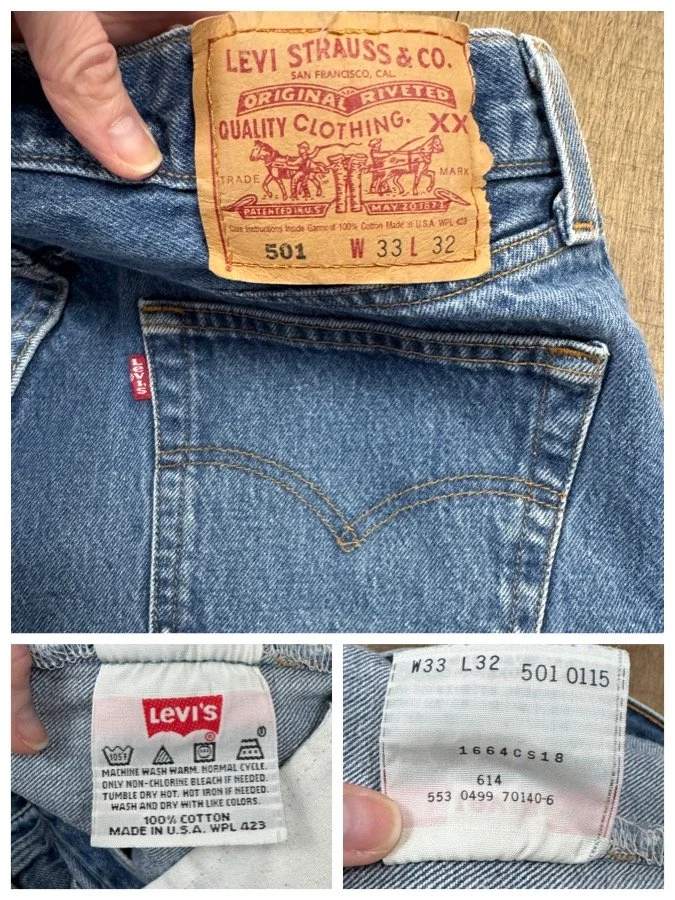 LEVI STRAUSS & CO.
SAN FRANCISCO, CAL.
ORIGINAL RIVETED
QUALITY CLOTHING. XX
TRADE MARK
PATENTED IN U.S. MAY 20 1873
Care Instructions Inside Garment 100% Cotton Made in U.S.A. WPL 423
501 W 33 L 32
LEVI'S
LEVI'S
®
105F
MACHINE WASH WARM. NORMAL CYCLE.
ONLY NON-CHLORINE BLEACH IF NEEDED.
TUMBLE DRY HOT. HOT IRON IF NEEDED.
WASH AND DRY WITH LIKE COLORS.
100% COTTON
MADE IN U.S.A. WPL 423
W33 L32 501 0115
1664CS18
614
553 0499 70140-6